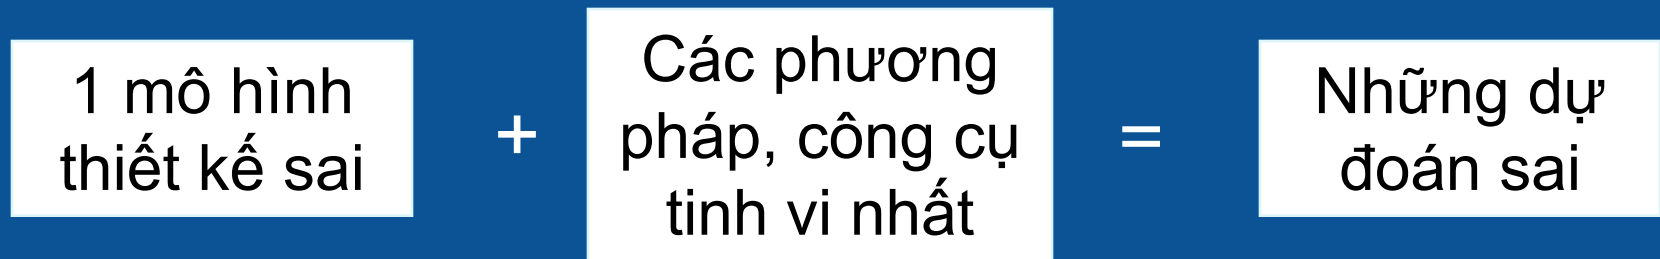 1 mô hình
thiết kế sai
+
Các phương
pháp, công cụ
tinh vi nhất
=
Những dự
đoán sai